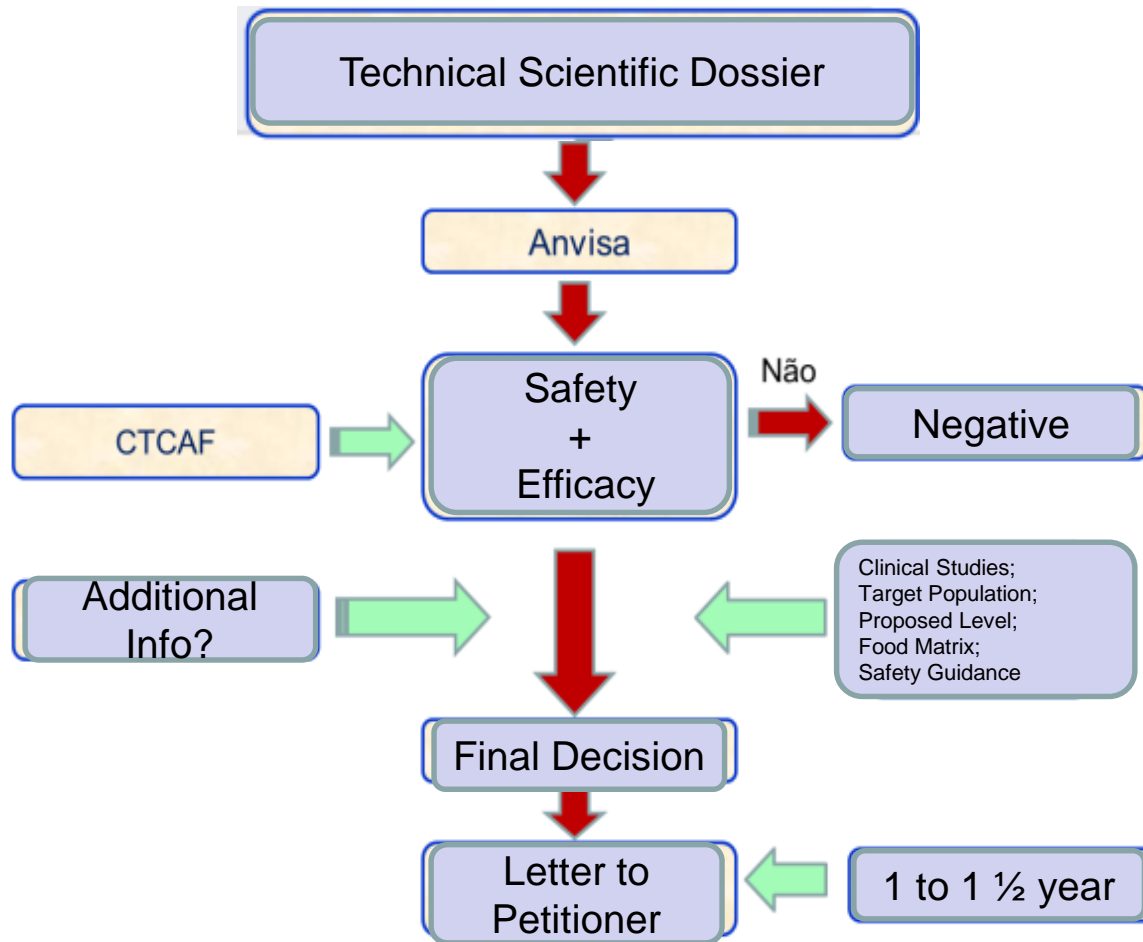 Technical Scientific Dossier
Anvisa
Safety
+
Efficacy
Não
Negative
CTCAF
Additional
Info?
Clinical Studies;
Target Population;
Proposed Level;
Food Matrix;
Safety Guidance
Final Decision
Letter to
Petitioner
1 to 1 ½ year